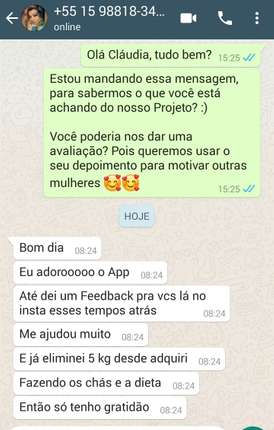 +55 15 98818-34...
online
Olá Cláudia, tudo bem?
15:25
Estou mandando essa mensagem,
para sabermos o que você está
achando do nosso Projeto? :)
Você poderia nos dar uma
avaliação? Pois queremos usar o
seu depoimento para motivar outras
mulheres 🥰🥰
15:25
HOJE
Bom dia
08:24
Eu adorooooo o App
08:24
Até dei um Feedback pra vcs lá no
insta esses tempos atrás
08:24
Me ajudou muito
08:24
E já eliminei 5 kg desde adquiri
08:24
Fazendo os chás e a dieta
08:24
Então só tenho gratidão
08:24